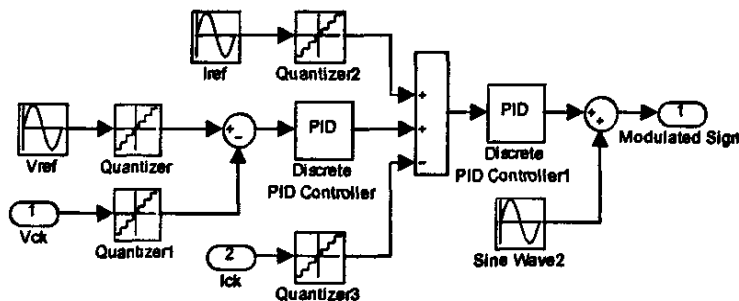 Iref
Quantizer2
+
+
-
PID
Discrete
PID Controller1
+
+
1
Modulated Sign
Vref
Quantizer
+
-
PID
Discrete
PID Controller
1
Vck
Quantizer1
2
Ick
Quantizer3
Sine Wave2